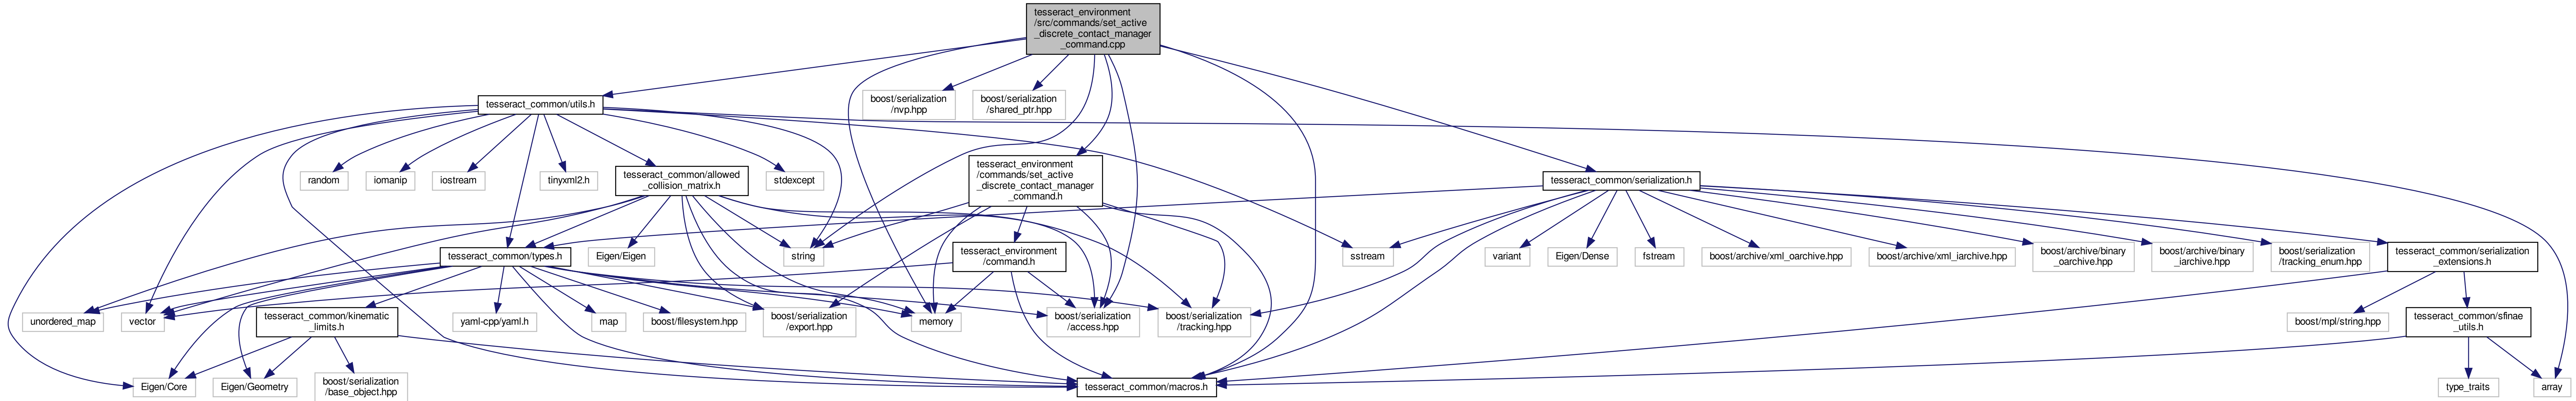 tesseract_environment
/src/commands/set_active
_discrete_contact_manager
_command.cpp
tesseract_common/utils.h
boost/serialization
/nvp.hpp
boost/serialization
/shared_ptr.hpp
random
iomanip
iostream
tinyxml2.h
tesseract_common/allowed
_collision_matrix.h
stdexcept
tesseract_environment
/commands/set_active
_discrete_contact_manager
_command.h
tesseract_common/serialization.h
tesseract_common/types.h
Eigen/Eigen
string
tesseract_environment
/command.h
sstream
variant
Eigen/Dense
fstream
boost/archive/xml_oarchive.hpp
boost/archive/xml_iarchive.hpp
boost/archive/binary
_oarchive.hpp
boost/archive/binary
_iarchive.hpp
boost/serialization
/tracking_enum.hpp
tesseract_common/serialization
_extensions.h
unordered_map
vector
tesseract_common/kinematic
_limits.h
yaml-cpp/yaml.h
map
boost/filesystem.hpp
boost/serialization
/export.hpp
memory
boost/serialization
/access.hpp
boost/serialization
/tracking.hpp
boost/mpl/string.hpp
tesseract_common/sfinae
_utils.h
Eigen/Core
Eigen/Geometry
boost/serialization
/base_object.hpp
tesseract_common/macros.h
type_traits
array